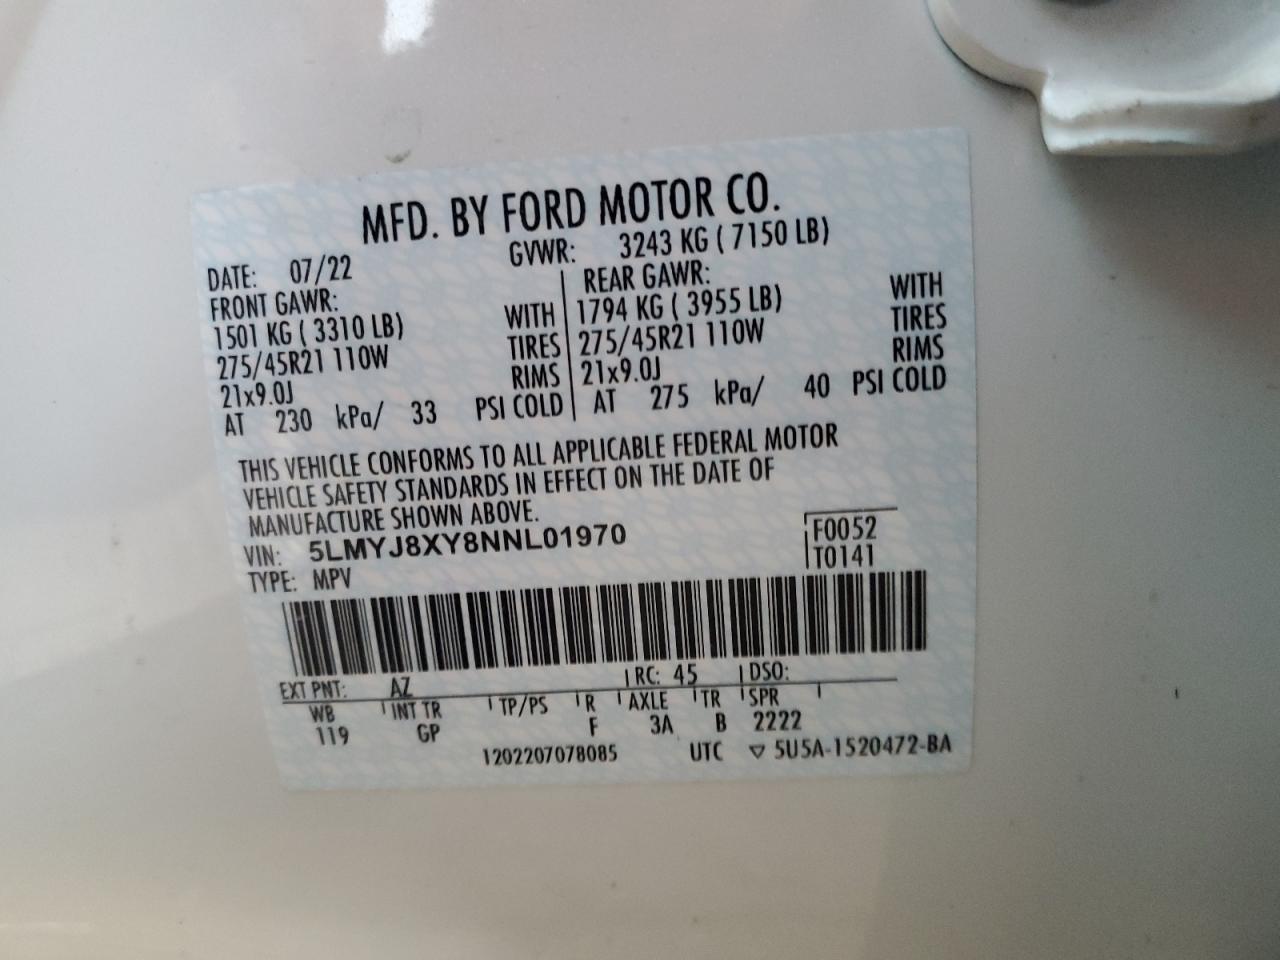 MFD. BY FORD MOTOR CO.
DATE: 07/22 GVWR: 3243 KG ( 7150 LB)
FRONT GAWR: REAR GAWR:
1501 KG ( 3310 LB) WITH 1794 KG ( 3955 LB) WITH
275/45R21 110W TIRES 275/45R21 110W TIRES
21x9.0J RIMS 21x9.0J RIMS
AT 230 kPa/ 33 PSI COLD AT 275 kPa/ 40 PSI COLD
THIS VEHICLE CONFORMS TO ALL APPLICABLE FEDERAL MOTOR
VEHICLE SAFETY STANDARDS IN EFFECT ON THE DATE OF
MANUFACTURE SHOWN ABOVE.
VIN: 5LMYJ8XY8NNL01970 F0052
TYPE: MPV T0141
EXT PNT: AZ RC: 45 DSO:
WB INT TR TP/PS R AXLE TR SPR
119 GP F 3A B 2222
1202207078085 UTC ▽ 5U5A-1520472-BA